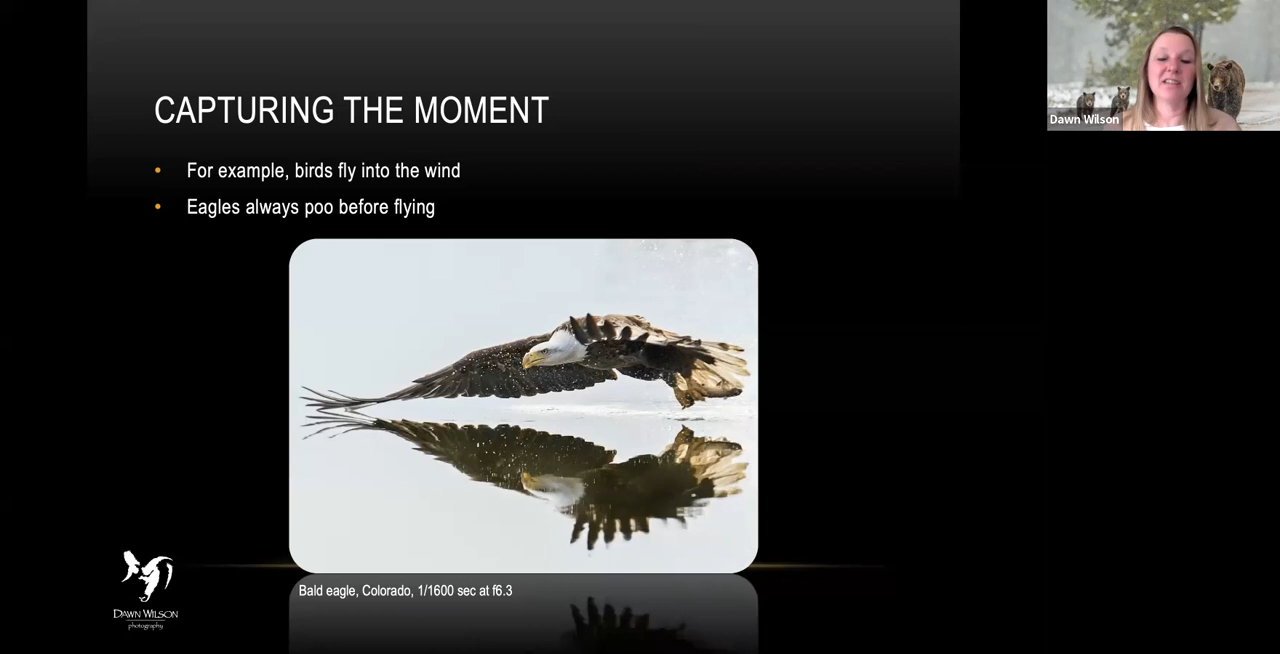 CAPTURING THE MOMENT
Dawn Wilson
• For example, birds fly into the wind
• Eagles always poo before flying
Bald eagle, Colorado, 1/1600 sec at f6.3
DAWN WILSON
photography